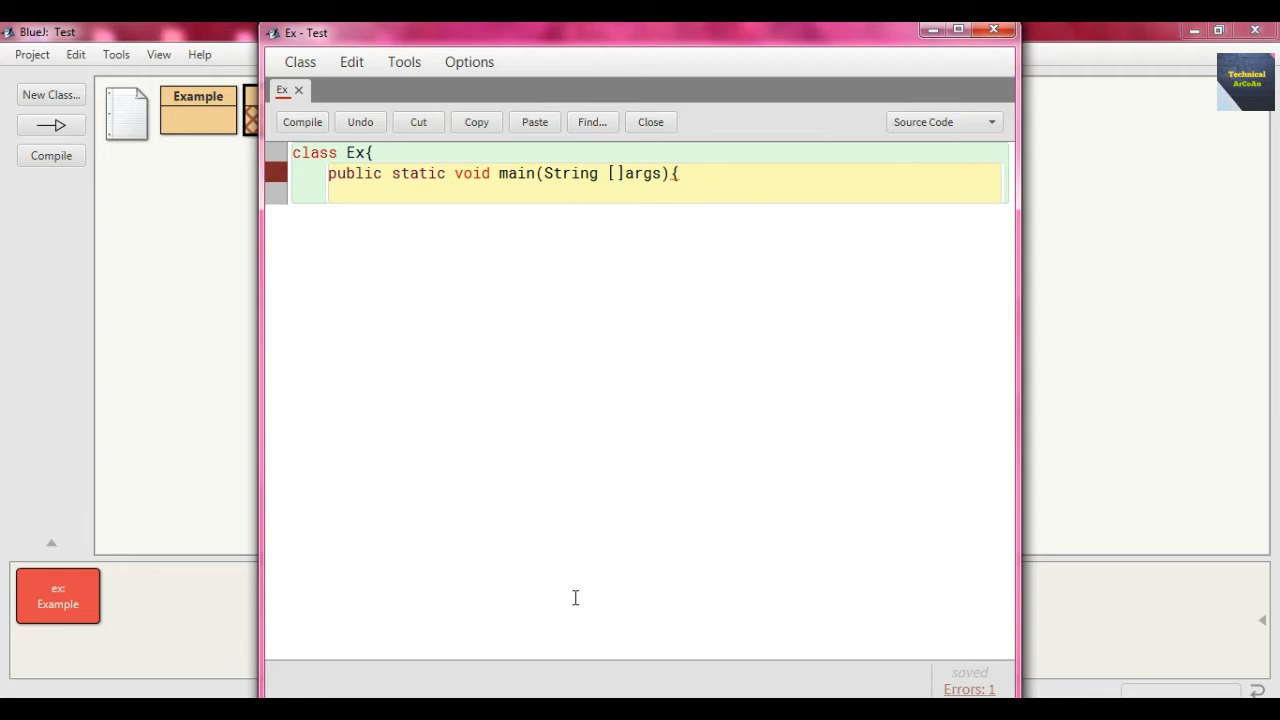 BlueJ: Test
Project Edit Tools View Help
New Class...
Compile
Example
Ex - Test
Class Edit Tools Options
Ex
Compile Undo Cut Copy Paste Find... Close Source Code
class Ex{
public static void main(String []args){
Technical
ArCoAn
ex:
Example
saved
Errors: 1